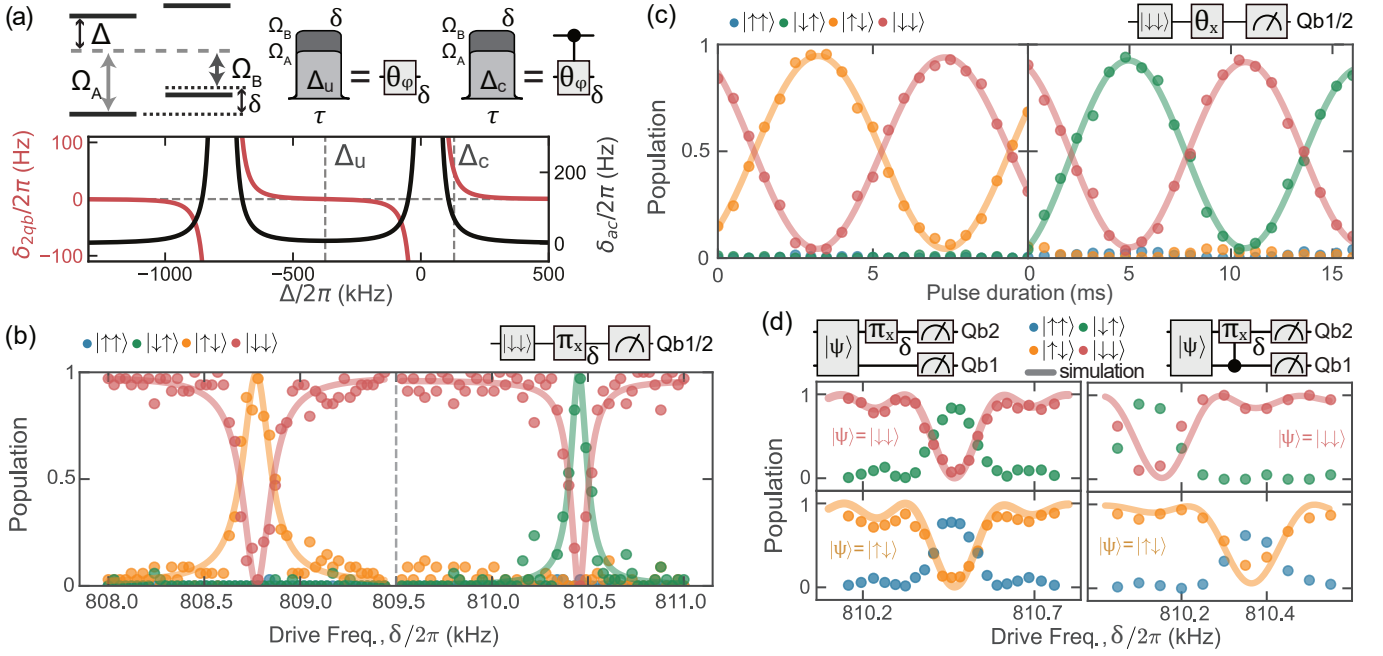 (a)
Δ
Ω_A
Ω_B
δ
δ
Ω_B
Ω_A
Δ_u
τ
=
θ_φ
δ
δ
Ω_B
Ω_A
Δ_c
τ
=
θ_φ
δ
δ_2qb/2π (Hz)
100
0
−100
Δ_u
Δ_c
200
0
δ_ac/2π (Hz)
−1000
−500
0
500
Δ/2π (kHz)
(b)
|↑↑⟩ |↓↑⟩ |↑↓⟩ |↓↓⟩
|↓↓⟩ π_x δ Qb1/2
Population
1
0.5
0
808.0 808.5 809.0 809.5 810.0 810.5 811.0
Drive Freq., δ/2π (kHz)
(c)
|↑↑⟩ |↓↑⟩ |↑↓⟩ |↓↓⟩
|↓↓⟩ θ_x Qb1/2
Population
1
0.5
0
0 5 0 5 10 15
Pulse duration (ms)
(d)
|ψ⟩ π_x δ Qb2
Qb1
|↑↑⟩ |↓↑⟩
|↑↓⟩ |↓↓⟩
simulation
|ψ⟩ π_x δ Qb2
Qb1
Population
1
0
|ψ⟩=|↓↓⟩
|ψ⟩=|↓↓⟩
1
0
|ψ⟩=|↑↓⟩
|ψ⟩=|↑↓⟩
810.2 810.7 810.2 810.4
Drive Freq., δ/2π (kHz)